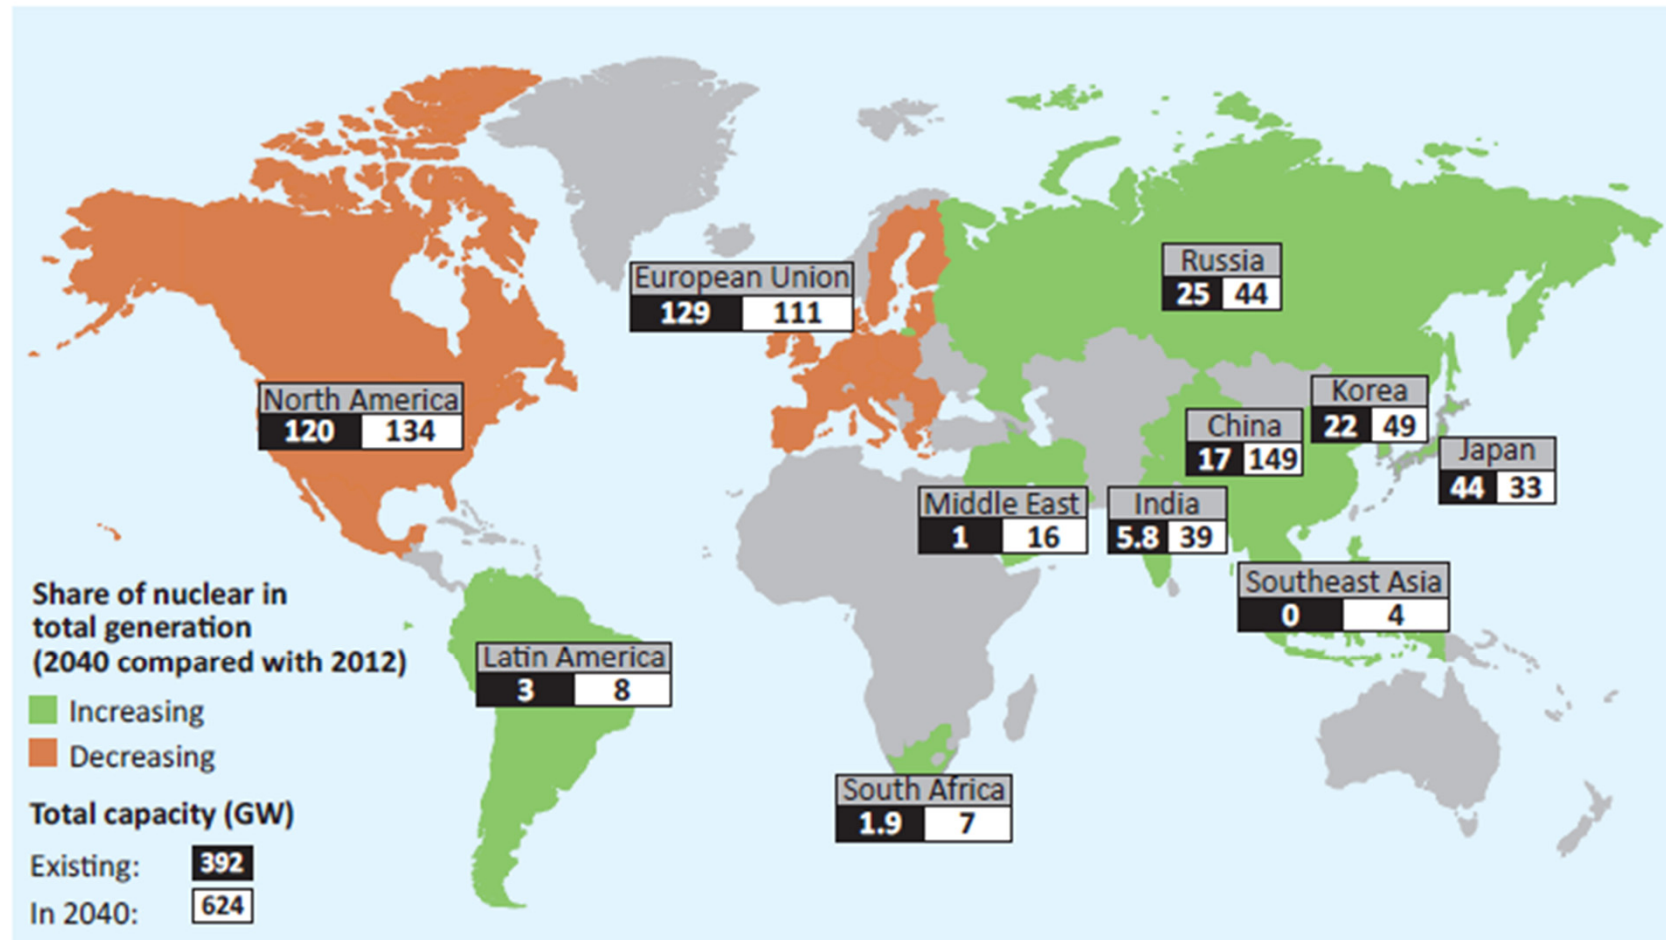 European Union
129 111
Russia
25 44
North America
120 134
Korea
22 49
China
17 149
Japan
44 33
Middle East
1 16
India
5.8 39
Southeast Asia
0 4
Latin America
3 8
South Africa
1.9 7
Share of nuclear in
total generation
(2040 compared with 2012)
Increasing
Decreasing
Total capacity (GW)
Existing: 392
In 2040: 624